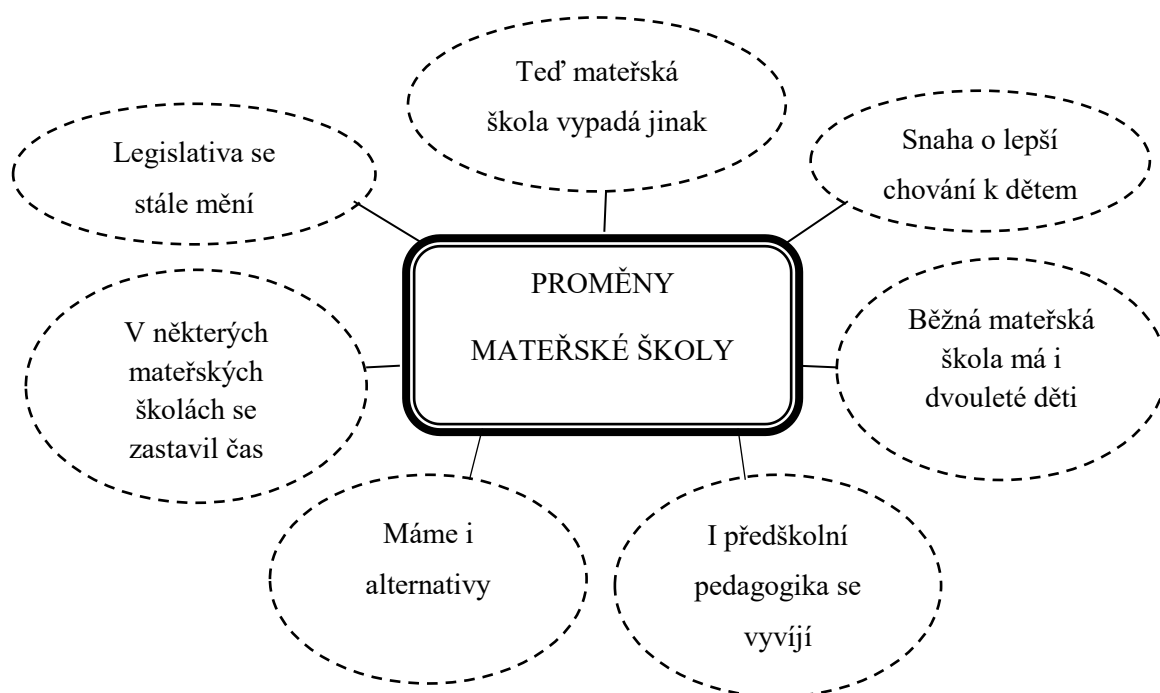 Teď mateřská
škola vypadá jinak
Legislativa se
stále mění
Snaha o lepší
chování k dětem
PROMĚNY
MATEŘSKÉ ŠKOLY
V některých
mateřských
školách se
zastavil čas
Běžná mateřská
škola má i
dvouleté děti
Máme i
alternativy
I předškolní
pedagogika se
vyvíjí